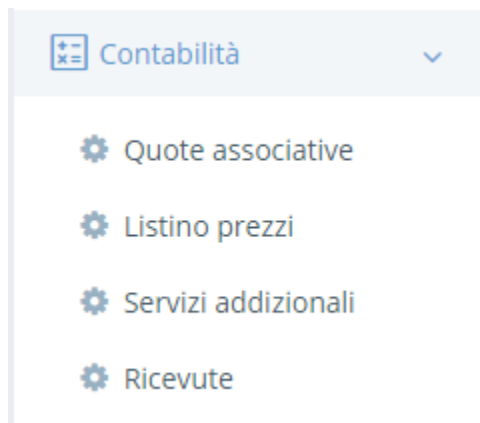 Contabilità
Quote associative
Listino prezzi
Servizi addizionali
Ricevute